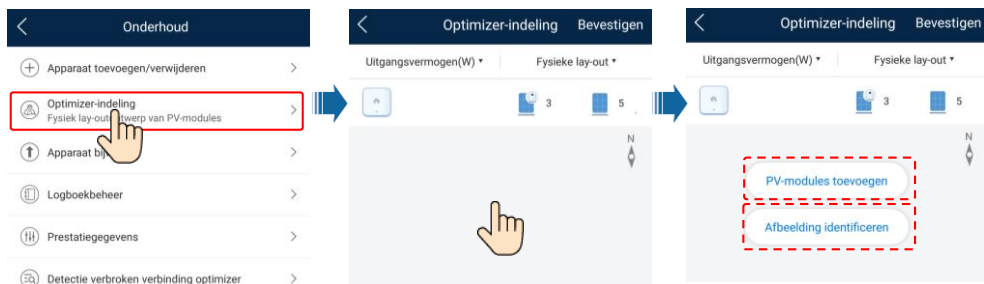 Onderhoud
Apparaat toevoegen/verwijderen
Optimizer-indeling
Fysiek lay-out twerp van PV-modules
Apparaat bij
Logboekbeheer
Prestatiegegevens
Detectie verbroken verbinding optimizer
Optimizer-indeling Bevestigen
Uitgangsvermogen(W) Fysieke lay-out
3 5
N
Optimizer-indeling Bevestigen
Uitgangsvermogen(W) Fysieke lay-out
3 5
N
PV-modules toevoegen
Afbeelding identificeren